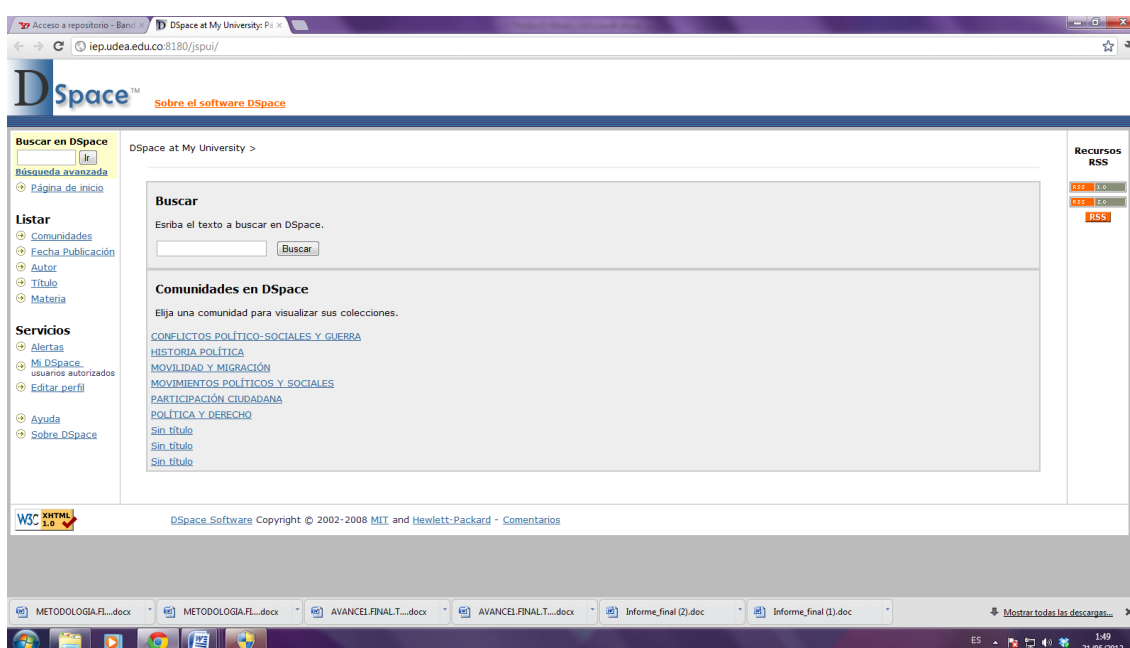 Acceso a repositorio - Band
DSpace at My University: Pá
iep.udea.edu.co:8180/jspui/
DSpace™
Sobre el software DSpace
Buscar en DSpace
Ir
Búsqueda avanzada
Página de inicio
Listar
Comunidades
Fecha Publicación
Autor
Título
Materia
Servicios
Alertas
Mi DSpace
usuarios autorizados
Editar perfil
Ayuda
Sobre DSpace
DSpace at My University >
Buscar
Esriba el texto a buscar en DSpace.
Buscar
Comunidades en DSpace
Elija una comunidad para visualizar sus colecciones.
CONFLICTOS POLÍTICO-SOCIALES Y GUERRA
HISTORIA POLÍTICA
MOVILIDAD Y MIGRACIÓN
MOVIMIENTOS POLÍTICOS Y SOCIALES
PARTICIPACIÓN CIUDADANA
POLÍTICA Y DERECHO
Sin título
Sin título
Sin título
Recursos
RSS
RSS 1.0
RSS 2.0
RSS
W3C XHTML
1.0
DSpace Software Copyright © 2002-2008 MIT and Hewlett-Packard - Comentarios
METODOLOGIA.FI....docx
METODOLOGIA.FI....docx
AVANCE1.FINAL.T....docx
AVANCE1.FINAL.T....docx
Informe_final (2).doc
Informe_final (1).doc
Mostrar todas las descargas...
ES
1:49
21/05/2012